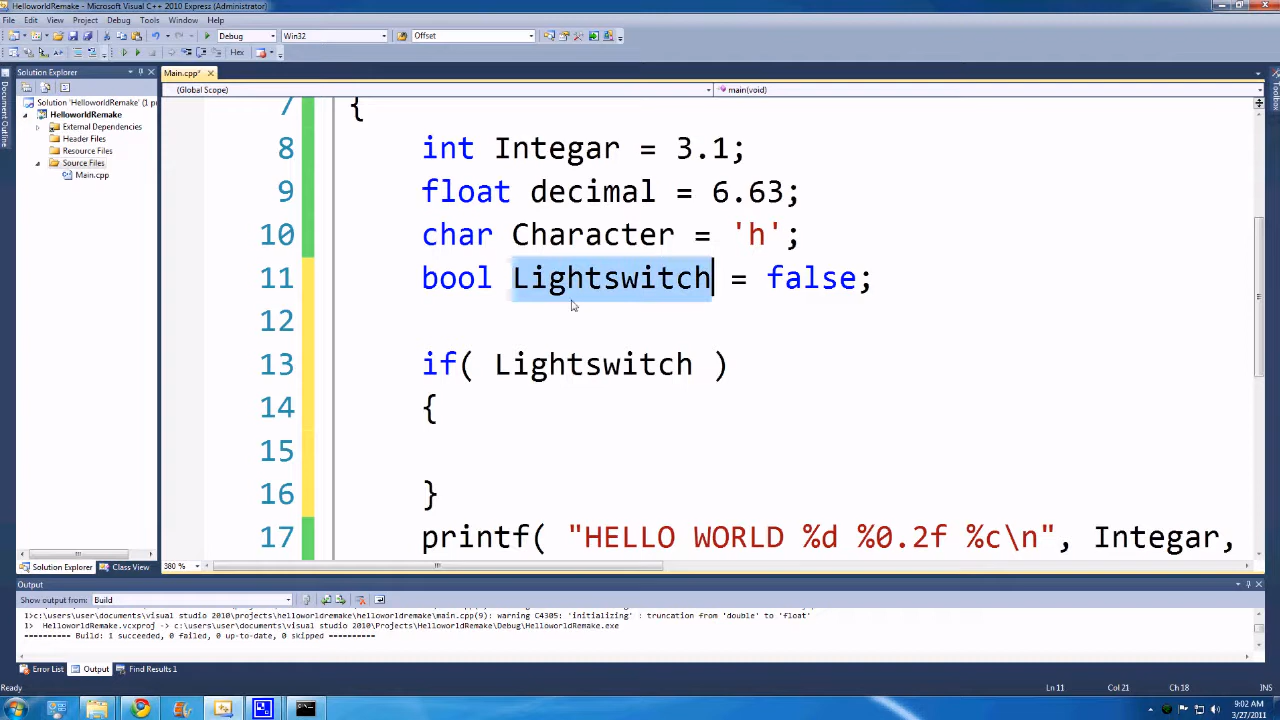 HelloworldRemake - Microsoft Visual C++ 2010 Express (Administrator)
File Edit View Project Debug Tools Window Help
Debug Win32 Offset
Hex
Solution Explorer
Main.cpp*
(Global Scope)
main(void)
Document Outline
Toolbox
Solution 'HelloworldRemake' (1 p
HelloworldRemake
External Dependencies
Header Files
Resource Files
Source Files
Main.cpp
7 {
8 int Integar = 3.1;
9 float decimal = 6.63;
10 char Character = 'h';
11 bool Lightswitch = false;
12
13 if( Lightswitch )
14 {
15
16 }
17 printf( "HELLO WORLD %d %0.2f %c\n", Integar,
380 %
Solution Explorer Class View
Output
Show output from: Build
1>c:\users\user\documents\visual studio 2010\projects\helloworldremake\helloworldremake\main.cpp(9): warning C4305: 'initializing' : truncation from 'double' to 'float'
1> HelloworldRemake.vcxproj -> c:\users\user\documents\visual studio 2010\Projects\HelloworldRemake\Debug\HelloworldRemake.exe
========== Build: 1 succeeded, 0 failed, 0 up-to-date, 0 skipped ==========
Error List Output Find Results 1
Ready Ln 11 Col 21 Ch 18 INS
9:02 AM
3/27/2011